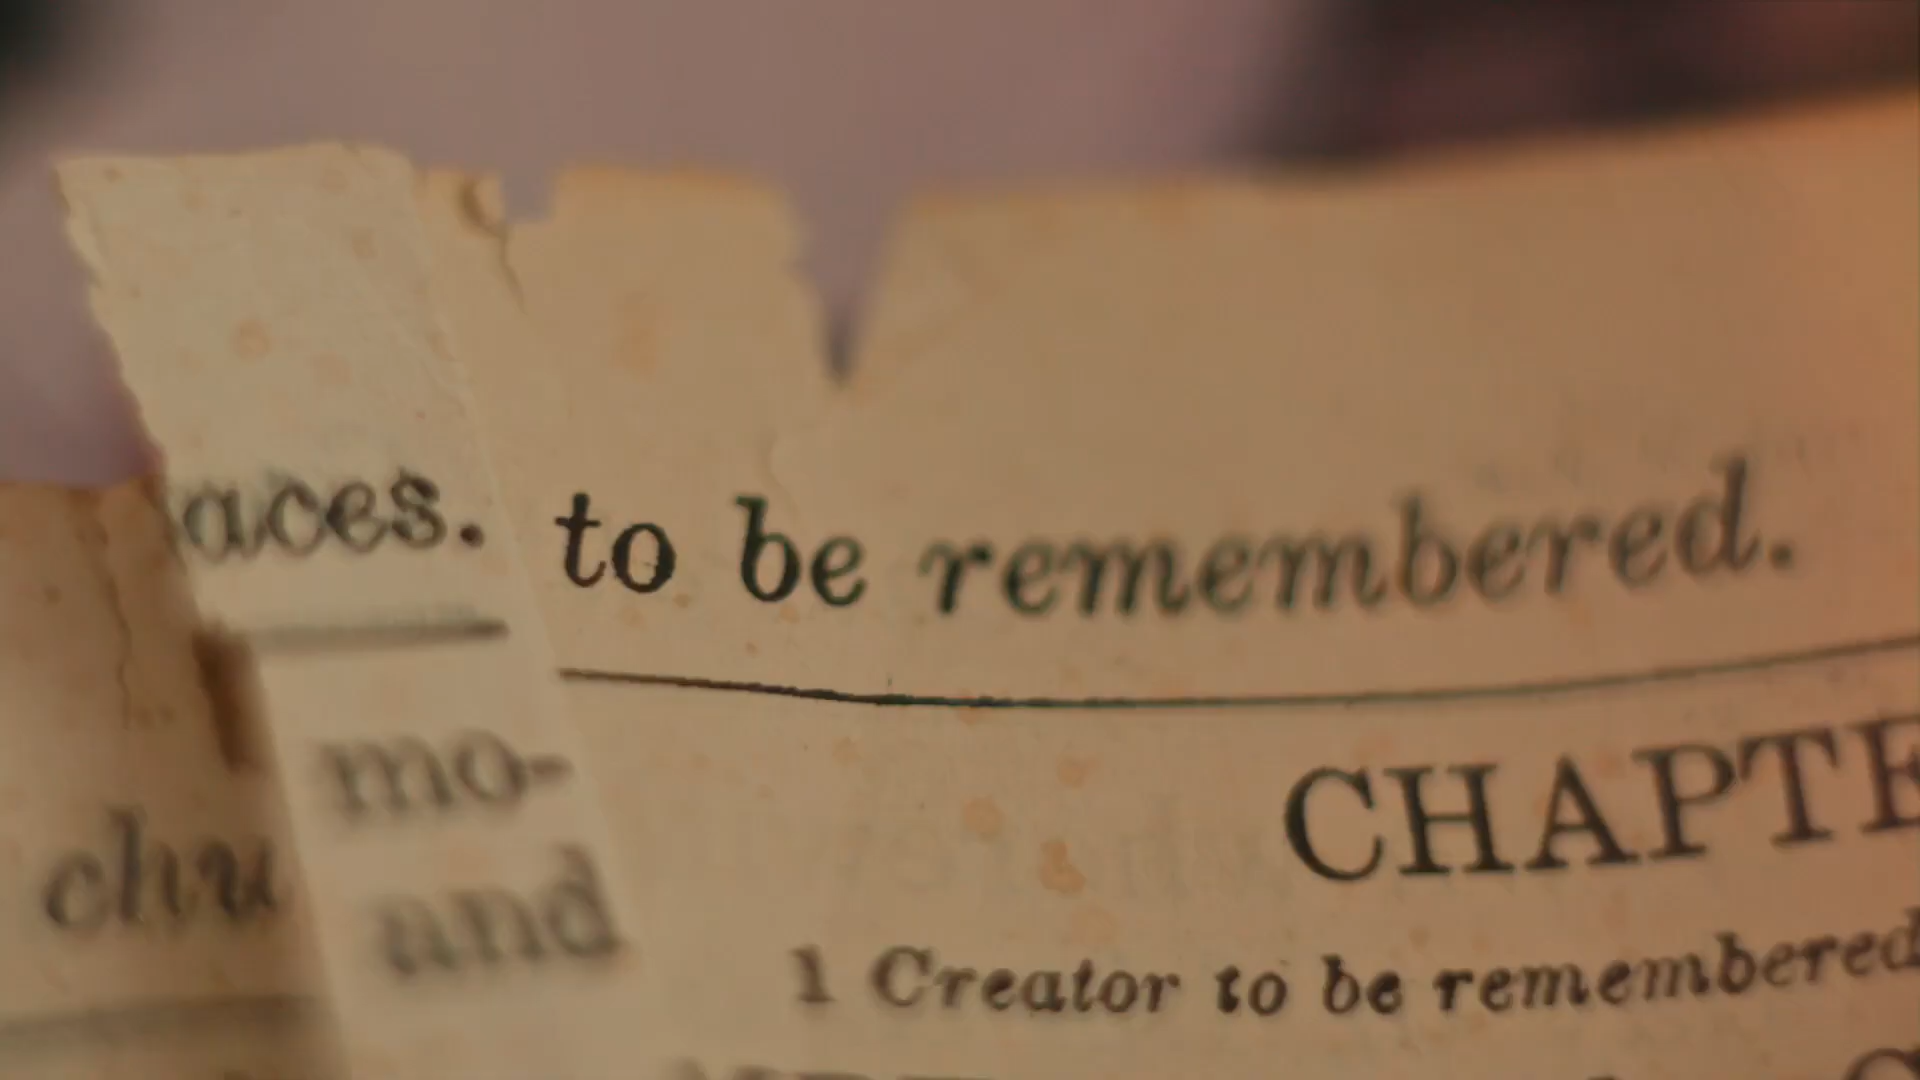 aces. to be remembered.
mo-
CHAPTE
chu
and
1 Creator to be remembered